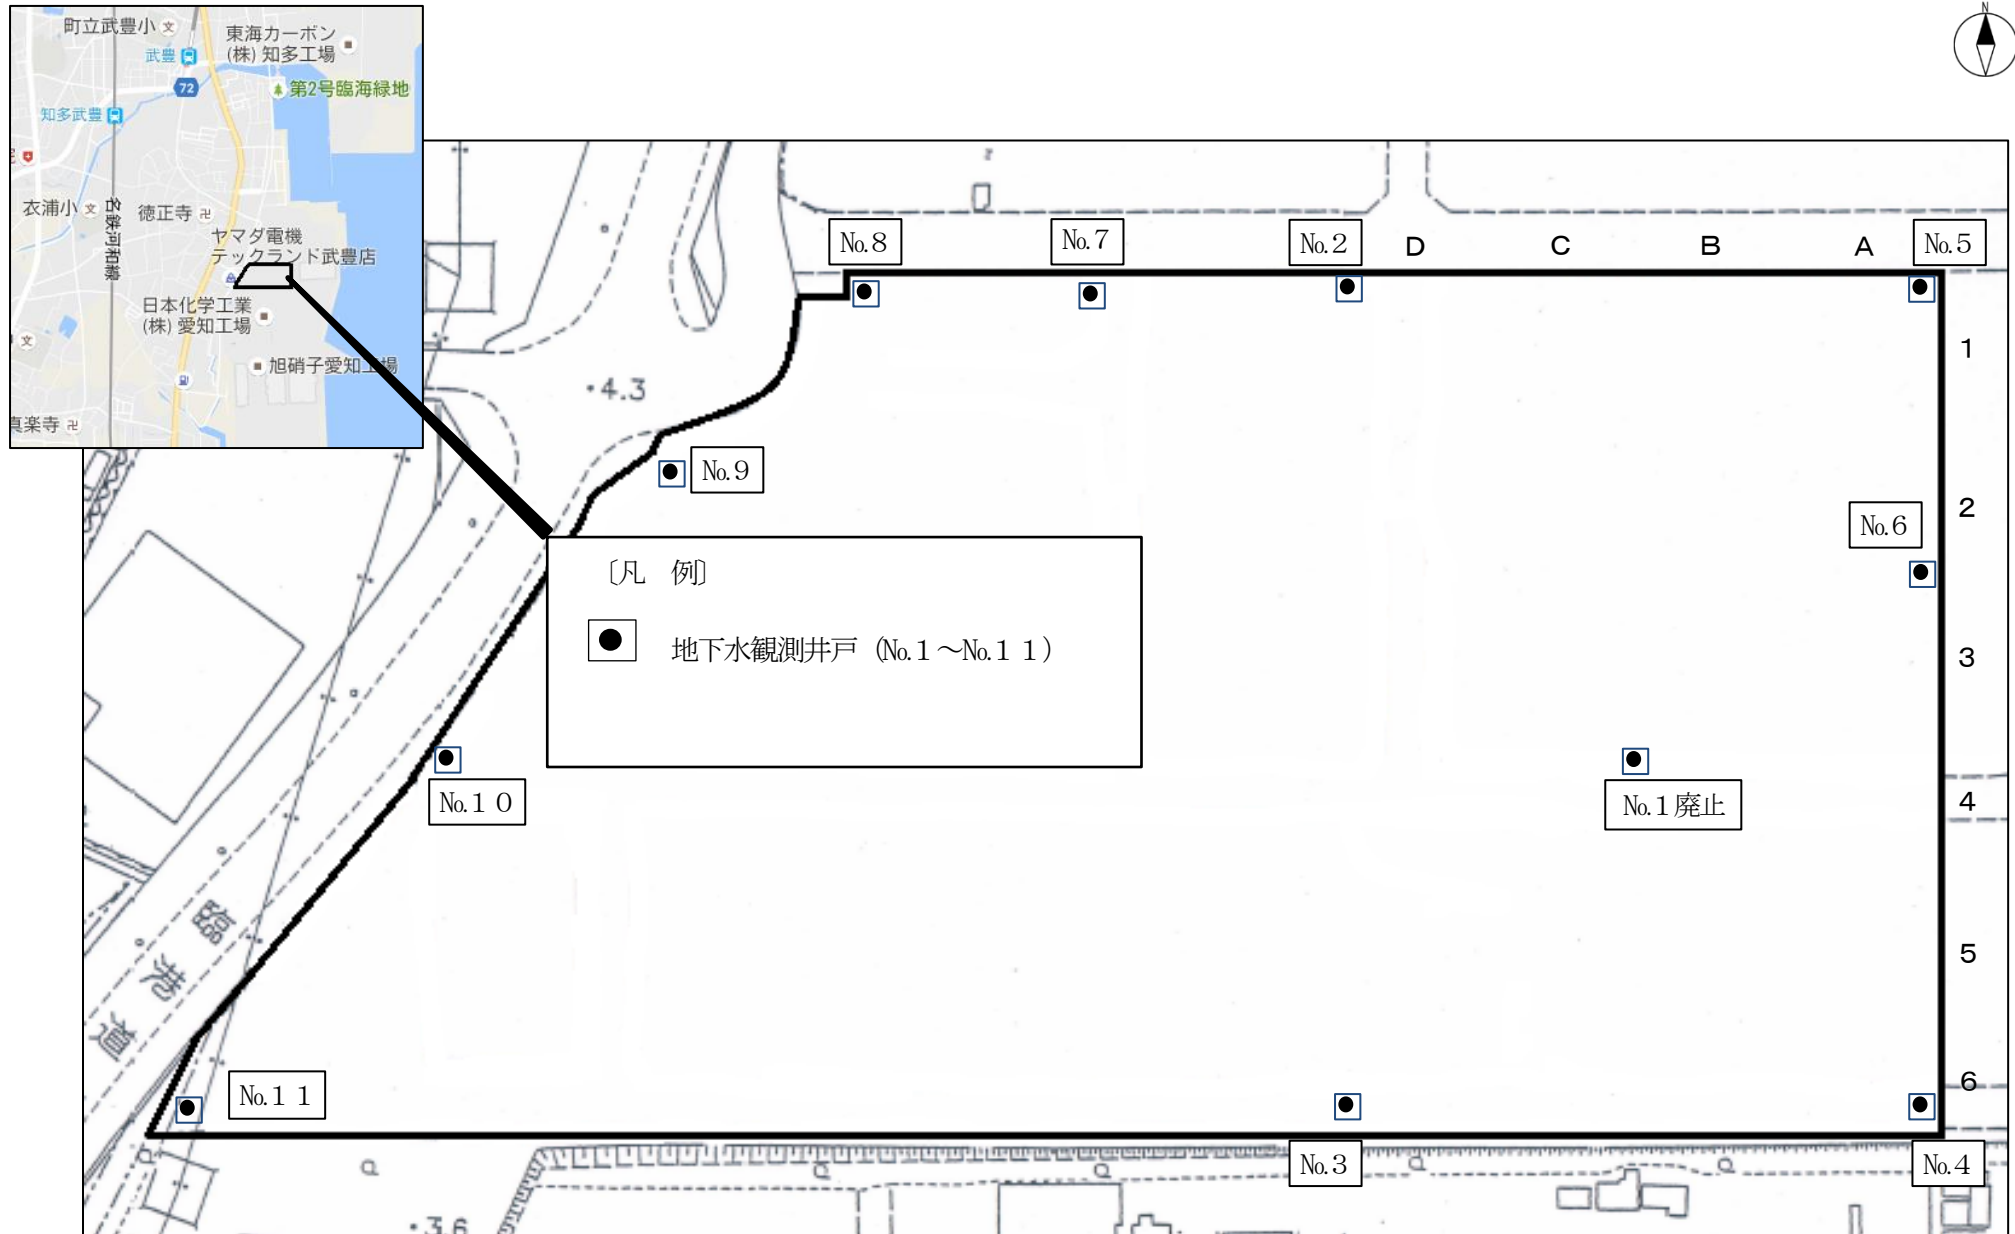 N
町立武豊小
東海カーボン
(株) 知多工場
武豊
72
第2号臨海緑地
知多武豊
衣浦小
徳正寺
名鉄河和線
ヤマダ電機
テックランド武豊店
日本化学工業
(株) 愛知工場
旭硝子愛知工場
真楽寺
No.8
No.7
No.2
D
C
B
A
No.5
1
・4.3
No.9
2
No.6
〔凡 例〕
地下水観測井戸（No.1～No.11）
3
No.10
No.1廃止
4
臨
5
No.11
6
No.3
No.4
・3.6